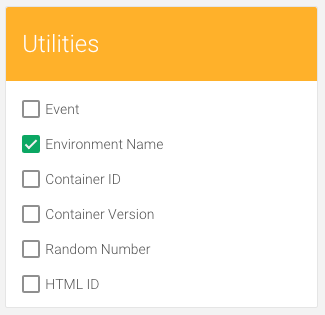 Utilities
Event
Environment Name
Container ID
Container Version
Random Number
HTML ID